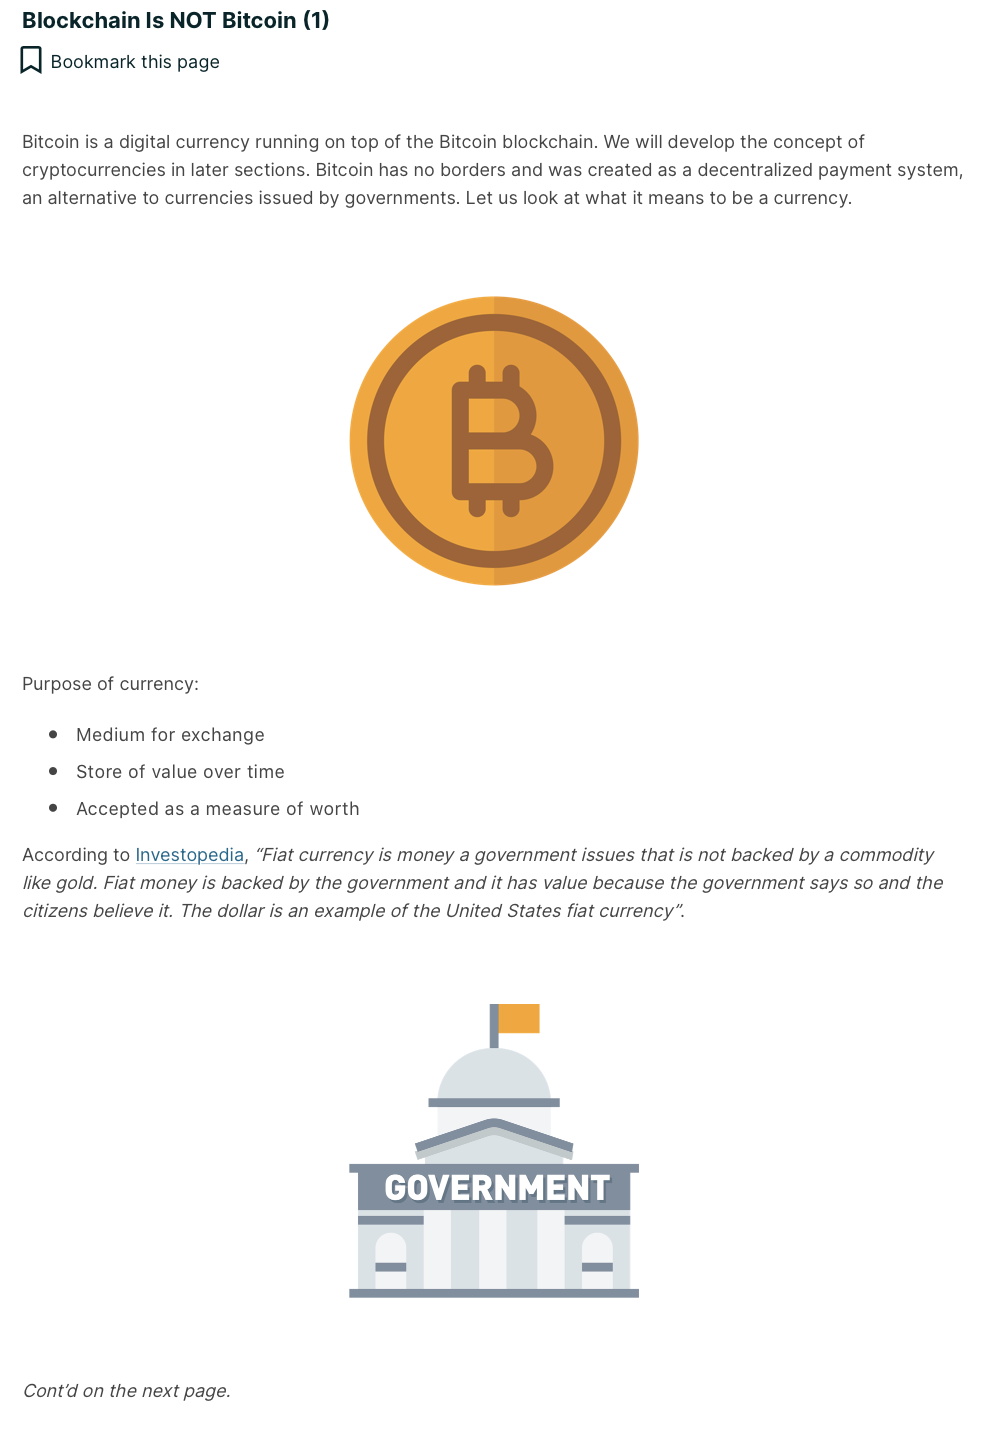 Blockchain Is NOT Bitcoin (1)
Bookmark this page
Bitcoin is a digital currency running on top of the Bitcoin blockchain. We will develop the concept of
cryptocurrencies in later sections. Bitcoin has no borders and was created as a decentralized payment system,
an alternative to currencies issued by governments. Let us look at what it means to be a currency.
Purpose of currency:
• Medium for exchange
• Store of value over time
• Accepted as a measure of worth
According to Investopedia, “Fiat currency is money a government issues that is not backed by a commodity
like gold. Fiat money is backed by the government and it has value because the government says so and the
citizens believe it. The dollar is an example of the United States fiat currency”.
GOVERNMENT
Cont’d on the next page.